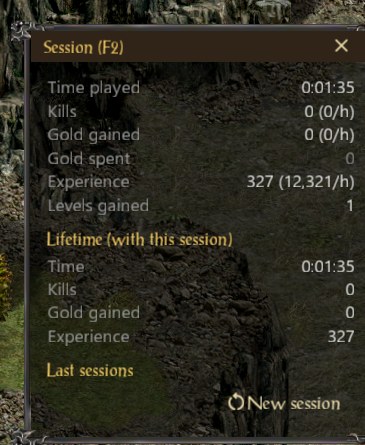 Session (F2)
Time played 0:01:35
Kills 0 (0/h)
Gold gained 0 (0/h)
Gold spent 0
Experience 327 (12,321/h)
Levels gained 1
Lifetime (with this session)
Time 0:01:35
Kills 0
Gold gained 0
Experience 327
Last sessions
New session